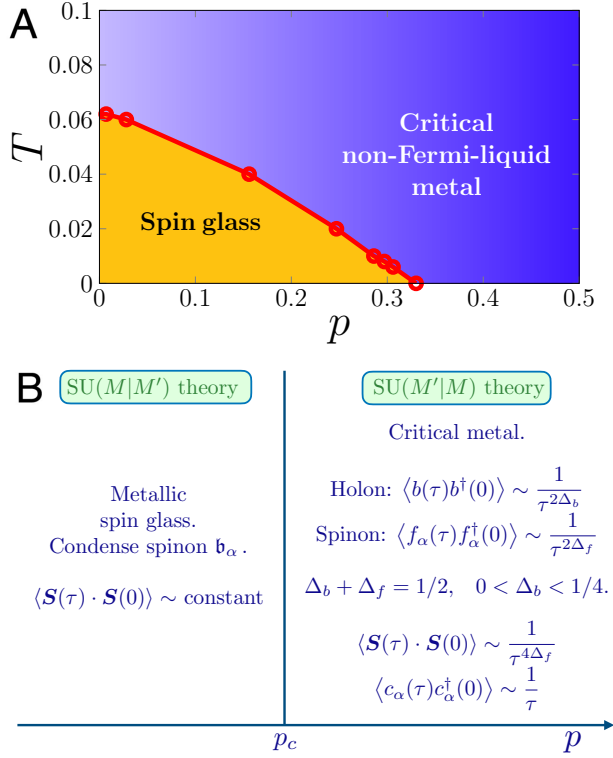 A
0.1
0.08
0.06
0.04
0.02
0
T
Critical
non-Fermi-liquid
metal
Spin glass
0 0.1 0.2 0.3 0.4 0.5
p
B
SU(M|M′) theory
SU(M′|M) theory
Critical metal.
Metallic
spin glass.
Condense spinon 𝔟_α.
⟨S(τ) · S(0)⟩ ∼ constant
Holon: ⟨b(τ)b†(0)⟩ ∼ 1/τ^{2Δ_b}
Spinon: ⟨f_α(τ)f_α†(0)⟩ ∼ 1/τ^{2Δ_f}
Δ_b + Δ_f = 1/2, 0 < Δ_b < 1/4.
⟨S(τ) · S(0)⟩ ∼ 1/τ^{4Δ_f}
⟨c_α(τ)c_α†(0)⟩ ∼ 1/τ
p_c
p